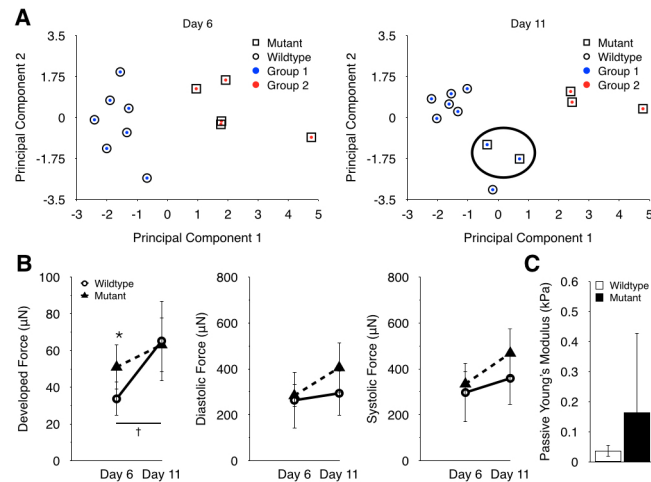 A
Day 6
3.5
1.75
0
-1.75
-3.5
Principal Component 2
-3 -2 -1 0 1 2 3 4 5
Principal Component 1
Mutant
Wildtype
Group 1
Group 2
Day 11
3.5
1.75
0
-1.75
-3.5
Principal Component 2
-3 -2 -1 0 1 2 3 4 5
Principal Component 1
Mutant
Wildtype
Group 1
Group 2
B
100
80
60
40
20
0
Developed Force (µN)
Wildtype
Mutant
*
†
Day 6 Day 11
800
600
400
200
0
Diastolic Force (µN)
Day 6 Day 11
800
600
400
200
0
Systolic Force (µN)
Day 6 Day 11
C
0.6
0.5
0.4
0.3
0.2
0.1
0
Passive Young's Modulus (kPa)
Wildtype
Mutant